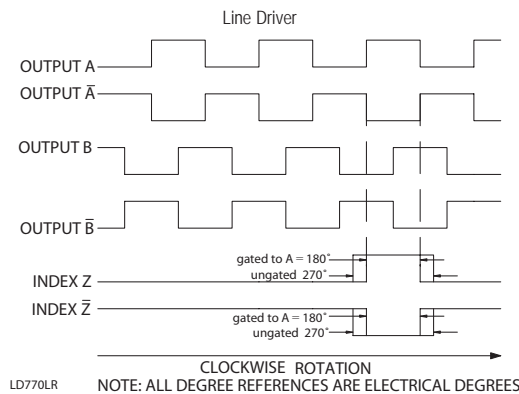 Line Driver
OUTPUT A
OUTPUT A̅
OUTPUT B
OUTPUT B̅
gated to A = 180°
ungated 270°
INDEX Z
INDEX Z̅
gated to A = 180°
ungated 270°
CLOCKWISE ROTATION
LD770LR NOTE: ALL DEGREE REFERENCES ARE ELECTRICAL DEGREES